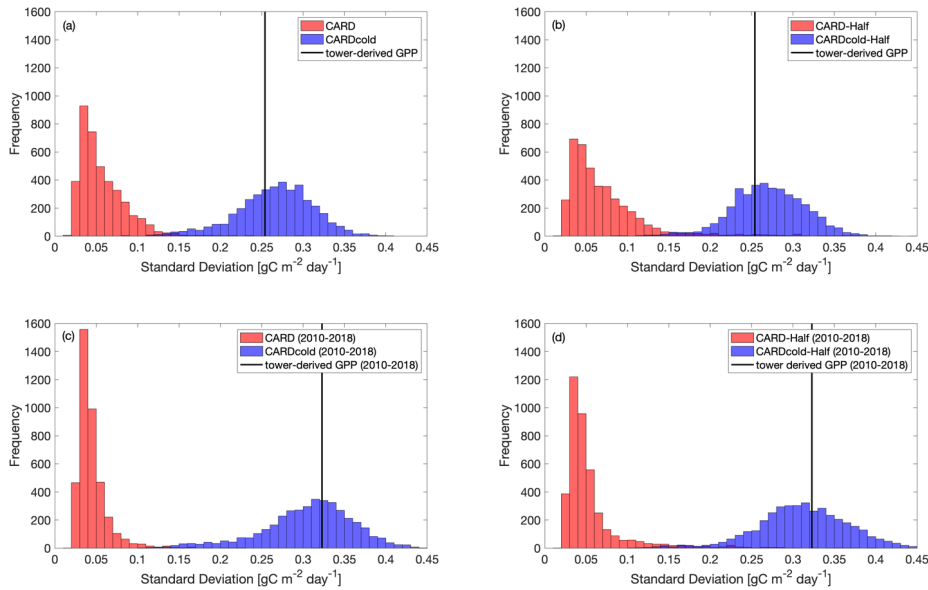 (a)
CARD
CARDcold
tower-derived GPP
1600
1400
1200
1000
800
600
400
200
0
Frequency
0 0.05 0.1 0.15 0.2 0.25 0.3 0.35 0.4 0.45
Standard Deviation [gC m⁻² day⁻¹]
(b)
CARD-Half
CARDcold-Half
tower-derived GPP
1600
1400
1200
1000
800
600
400
200
0
Frequency
0 0.05 0.1 0.15 0.2 0.25 0.3 0.35 0.4 0.45
Standard Deviation [gC m⁻² day⁻¹]
(c)
CARD (2010-2018)
CARDcold (2010-2018)
tower-derived GPP (2010-2018)
1600
1400
1200
1000
800
600
400
200
0
Frequency
0 0.05 0.1 0.15 0.2 0.25 0.3 0.35 0.4 0.45
Standard Deviation [gC m⁻² day⁻¹]
(d)
CARD-Half (2010-2018)
CARDcold-Half (2010-2018)
tower derived GPP (2010-2018)
1600
1400
1200
1000
800
600
400
200
0
Frequency
0 0.05 0.1 0.15 0.2 0.25 0.3 0.35 0.4 0.45
Standard Deviation [gC m⁻² day⁻¹]